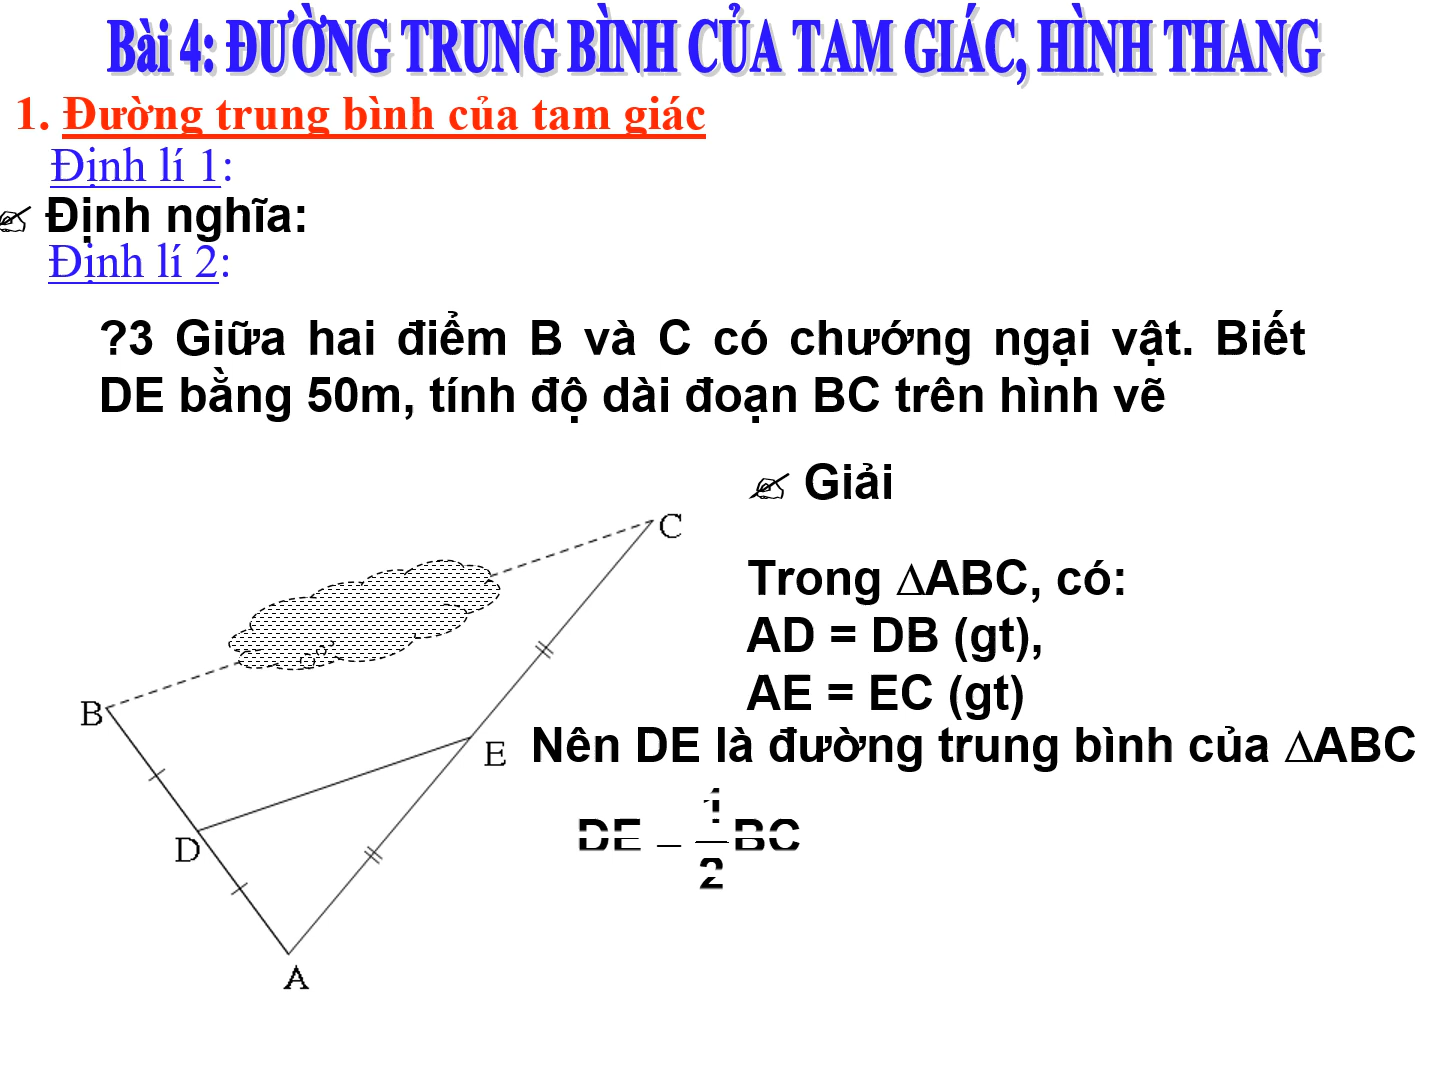 Bài 4: ĐƯỜNG TRUNG BÌNH CỦA TAM GIÁC, HÌNH THANG
1. Đường trung bình của tam giác
Định lí 1:
Định nghĩa:
Định lí 2:
?3 Giữa hai điểm B và C có chướng ngại vật. Biết
DE bằng 50m, tính độ dài đoạn BC trên hình vẽ
Giải
C
Trong ∆ABC, có:
AD = DB (gt),
AE = EC (gt)
B
E
Nên DE là đường trung bình của ∆ABC
D
DE = 1/2 BC
A